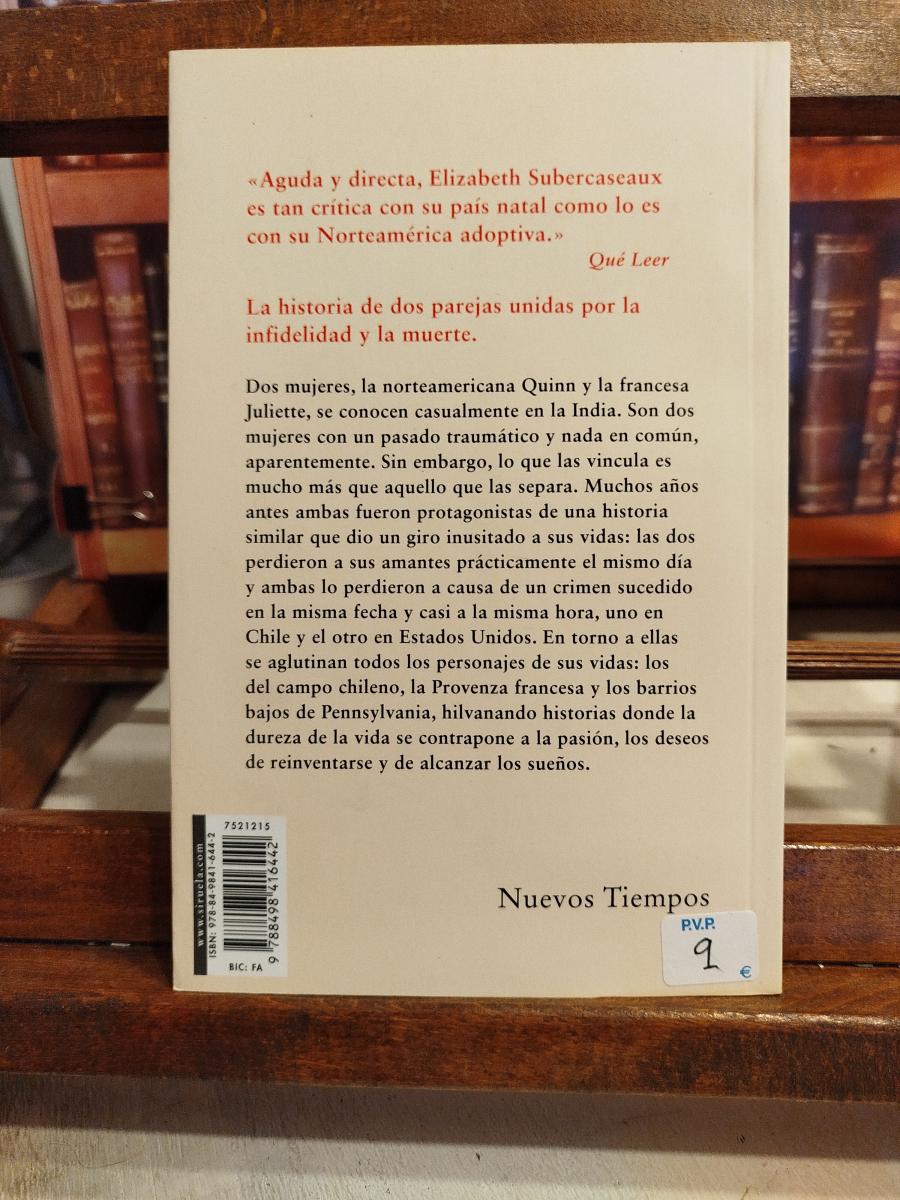 «Aguda y directa, Elizabeth Subercaseaux
es tan crítica con su país natal como lo es
con su Norteamérica adoptiva.»
Qué Leer
La historia de dos parejas unidas por la
infidelidad y la muerte.
Dos mujeres, la norteamericana Quinn y la francesa
Juliette, se conocen casualmente en la India. Son dos
mujeres con un pasado traumático y nada en común,
aparentemente. Sin embargo, lo que las vincula es
mucho más que aquello que las separa. Muchos años
antes ambas fueron protagonistas de una historia
similar que dio un giro inusitado a sus vidas: las dos
perdieron a sus amantes prácticamente el mismo día
y ambas lo perdieron a causa de un crimen sucedido
en la misma fecha y casi a la misma hora, uno en
Chile y el otro en Estados Unidos. En torno a ellas
se aglutinan todos los personajes de sus vidas: los
del campo chileno, la Provenza francesa y los barrios
bajos de Pennsylvania, hilvanando historias donde la
dureza de la vida se contrapone a la pasión, los deseos
de reinventarse y de alcanzar los sueños.
www.siruela.com
ISBN: 978-84-9841-644-2
7521215
9 788498 416442
BIC: FA
Nuevos Tiempos
P.V.P.
9
€